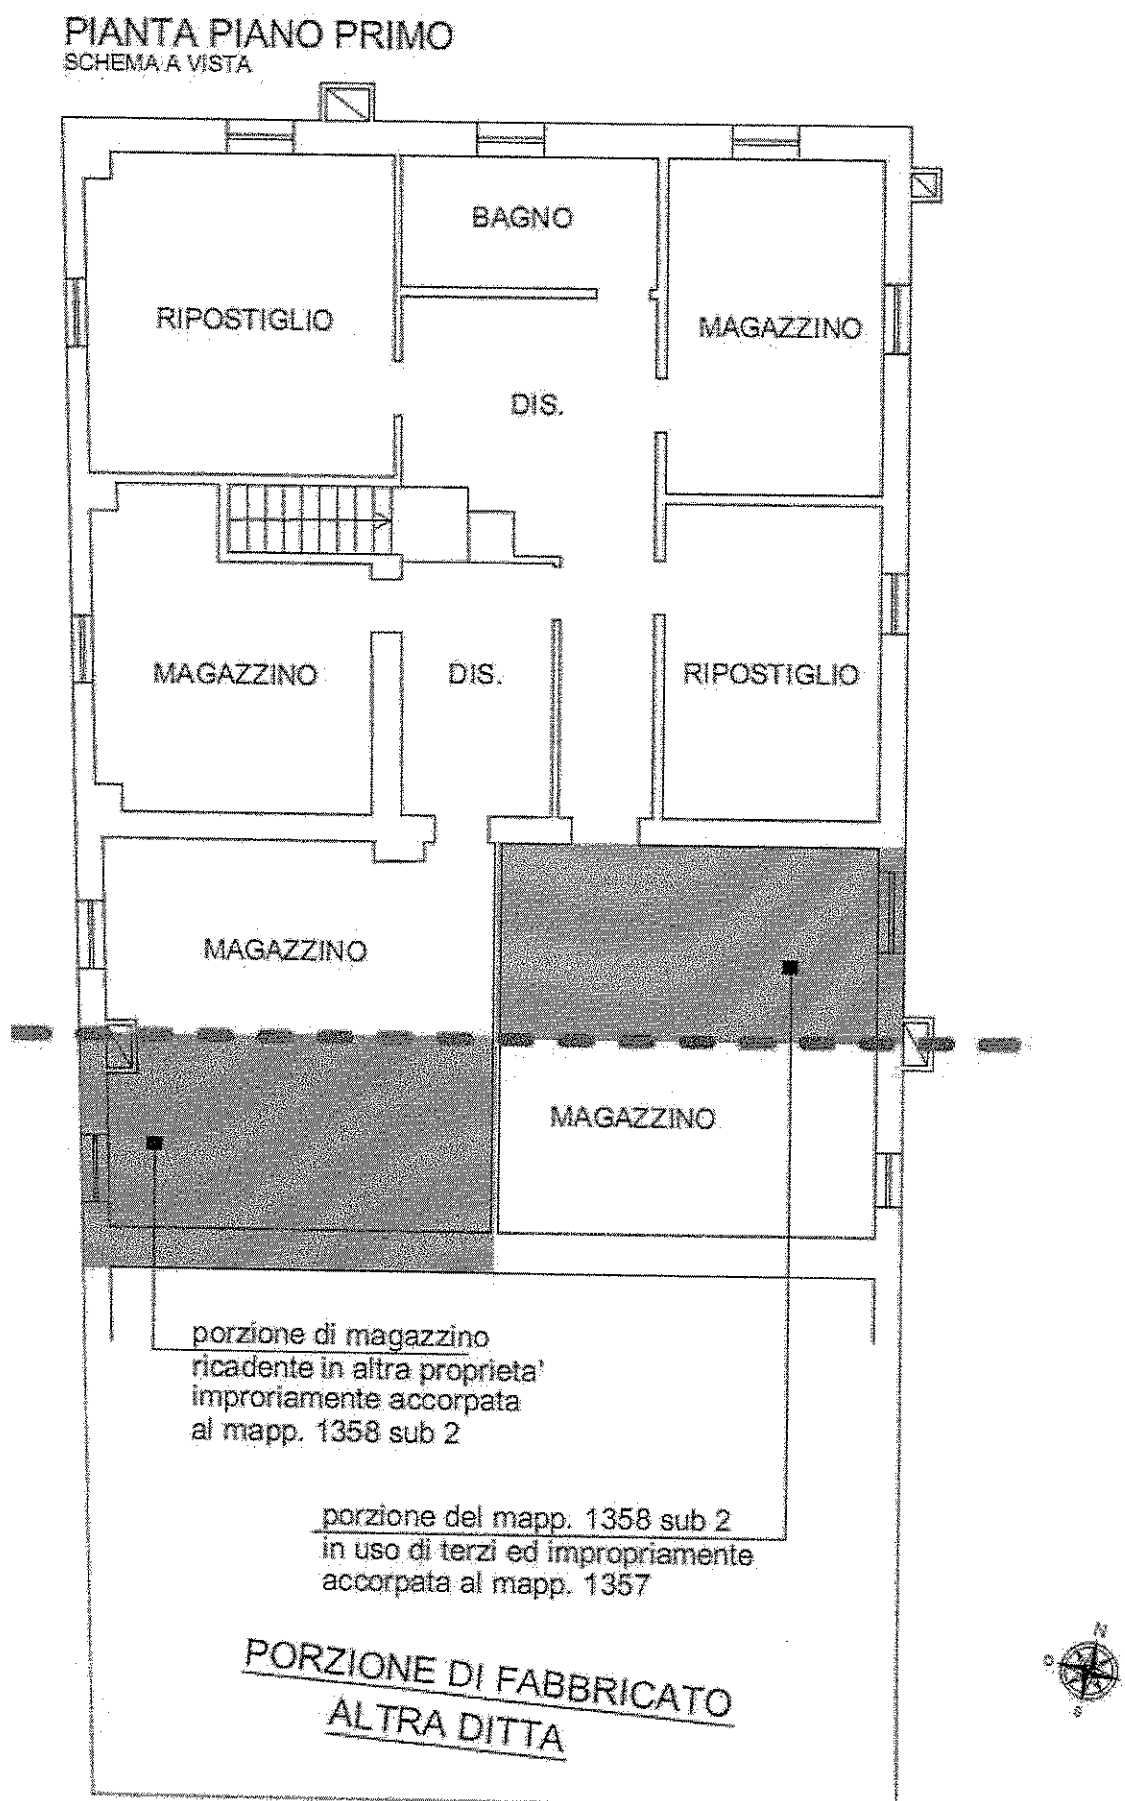 PIANTA PIANO PRIMO
SCHEMA A VISTA
BAGNO
RIPOSTIGLIO
MAGAZZINO
DIS.
MAGAZZINO
DIS.
RIPOSTIGLIO
MAGAZZINO
MAGAZZINO
porzione di magazzino
ricadente in altra proprieta'
improriamente accorpata
al mapp. 1358 sub 2
porzione del mapp. 1358 sub 2
in uso di terzi ed impropriamente
accorpata al mapp. 1357
PORZIONE DI FABBRICATO
ALTRA DITTA
N
O
S